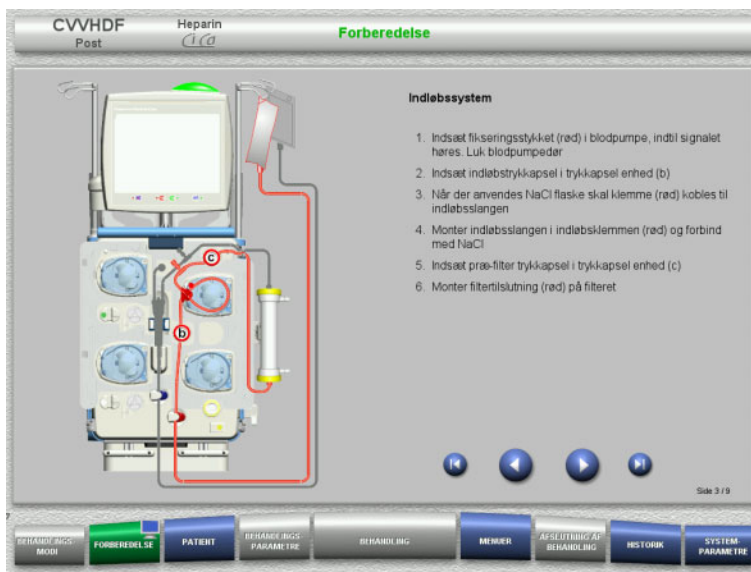 CVVHDF
Post
Heparin
Ci Ca
Forberedelse
Indløbssystem
1. Indsæt fikseringsstykket (rød) i blodpumpe, indtil signalet
høres. Luk blodpumpedør
2. Indsæt indløbstrykkapsel i trykkapsel enhed (b)
3. Når der anvendes NaCl flaske skal klemme (rød) kobles til
indløbsslangen
4. Monter indløbsslangen i indløbsklemmen (rød) og forbind
med NaCl
5. Indsæt præ-filter trykkapsel i trykkapsel enhed (c)
6. Monter filtertilslutning (rød) på filteret
c
b
Side 3 / 9
BEHANDLINGS-
MODI
FORBEREDELSE
PATIENT
BEHANDLINGS-
PARAMETRE
BEHANDLING
MENUER
AFSLUTNING AF
BEHANDLING
HISTORIK
SYSTEM-
PARAMETRE